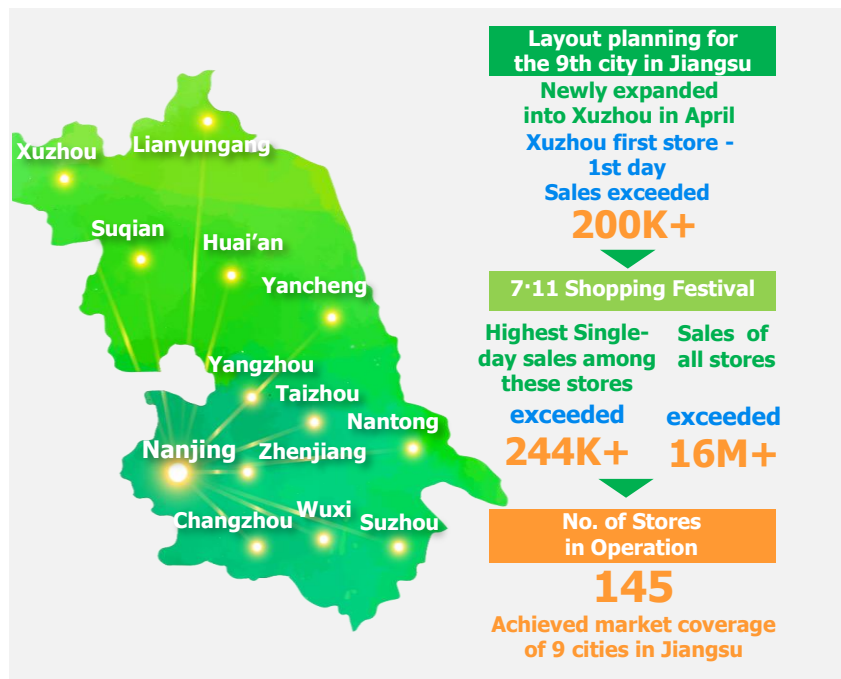 Xuzhou
Lianyungang
Suqian
Huai'an
Yancheng
Yangzhou
Taizhou
Nantong
Nanjing
Zhenjiang
Changzhou
Wuxi
Suzhou
Layout planning for
the 9th city in Jiangsu
Newly expanded
into Xuzhou in April
Xuzhou first store -
1st day
Sales exceeded
200K+
7·11 Shopping Festival
Highest Single-
day sales among
these stores
exceeded
244K+
Sales of
all stores
exceeded
16M+
No. of Stores
in Operation
145
Achieved market coverage
of 9 cities in Jiangsu